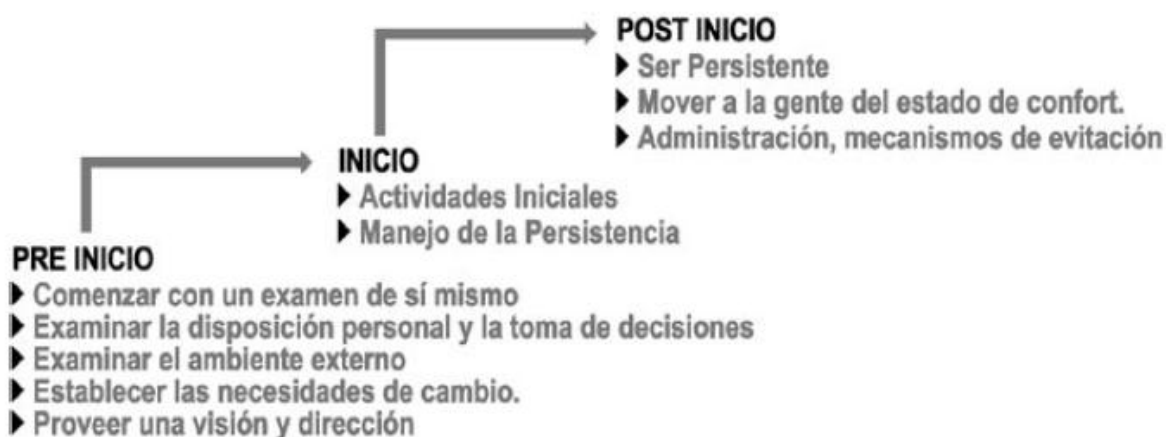 POST INICIO
Ser Persistente
Mover a la gente del estado de confort.
Administración, mecanismos de evitación
INICIO
Actividades Iniciales
Manejo de la Persistencia
PRE INICIO
Comenzar con un examen de sí mismo
Examinar la disposición personal y la toma de decisiones
Examinar el ambiente externo
Establecer las necesidades de cambio.
Proveer una visión y dirección